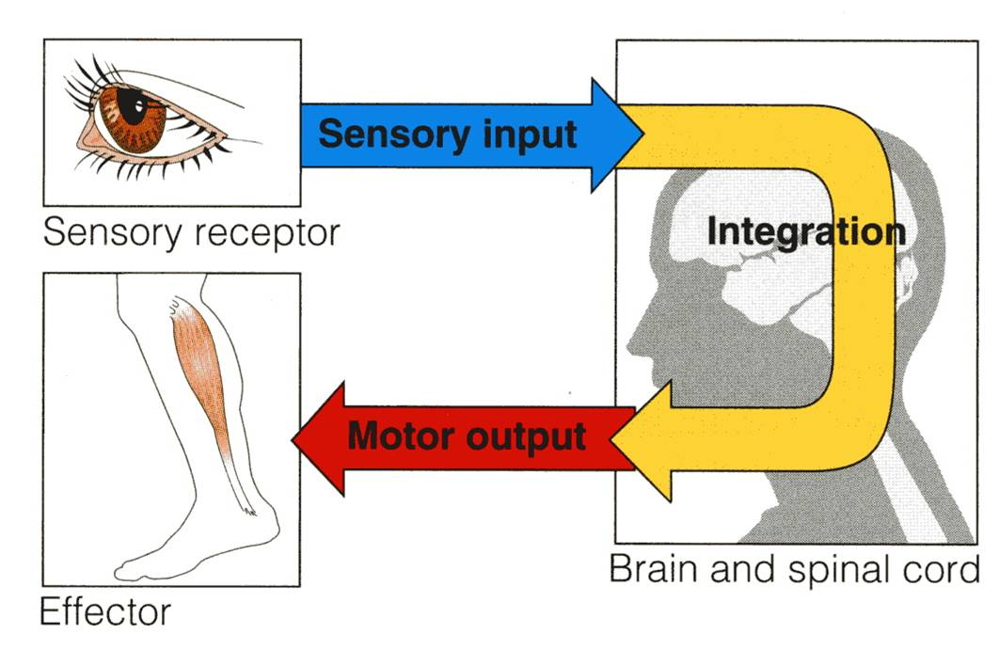 Sensory input
Sensory receptor
Integration
Motor output
Brain and spinal cord
Effector